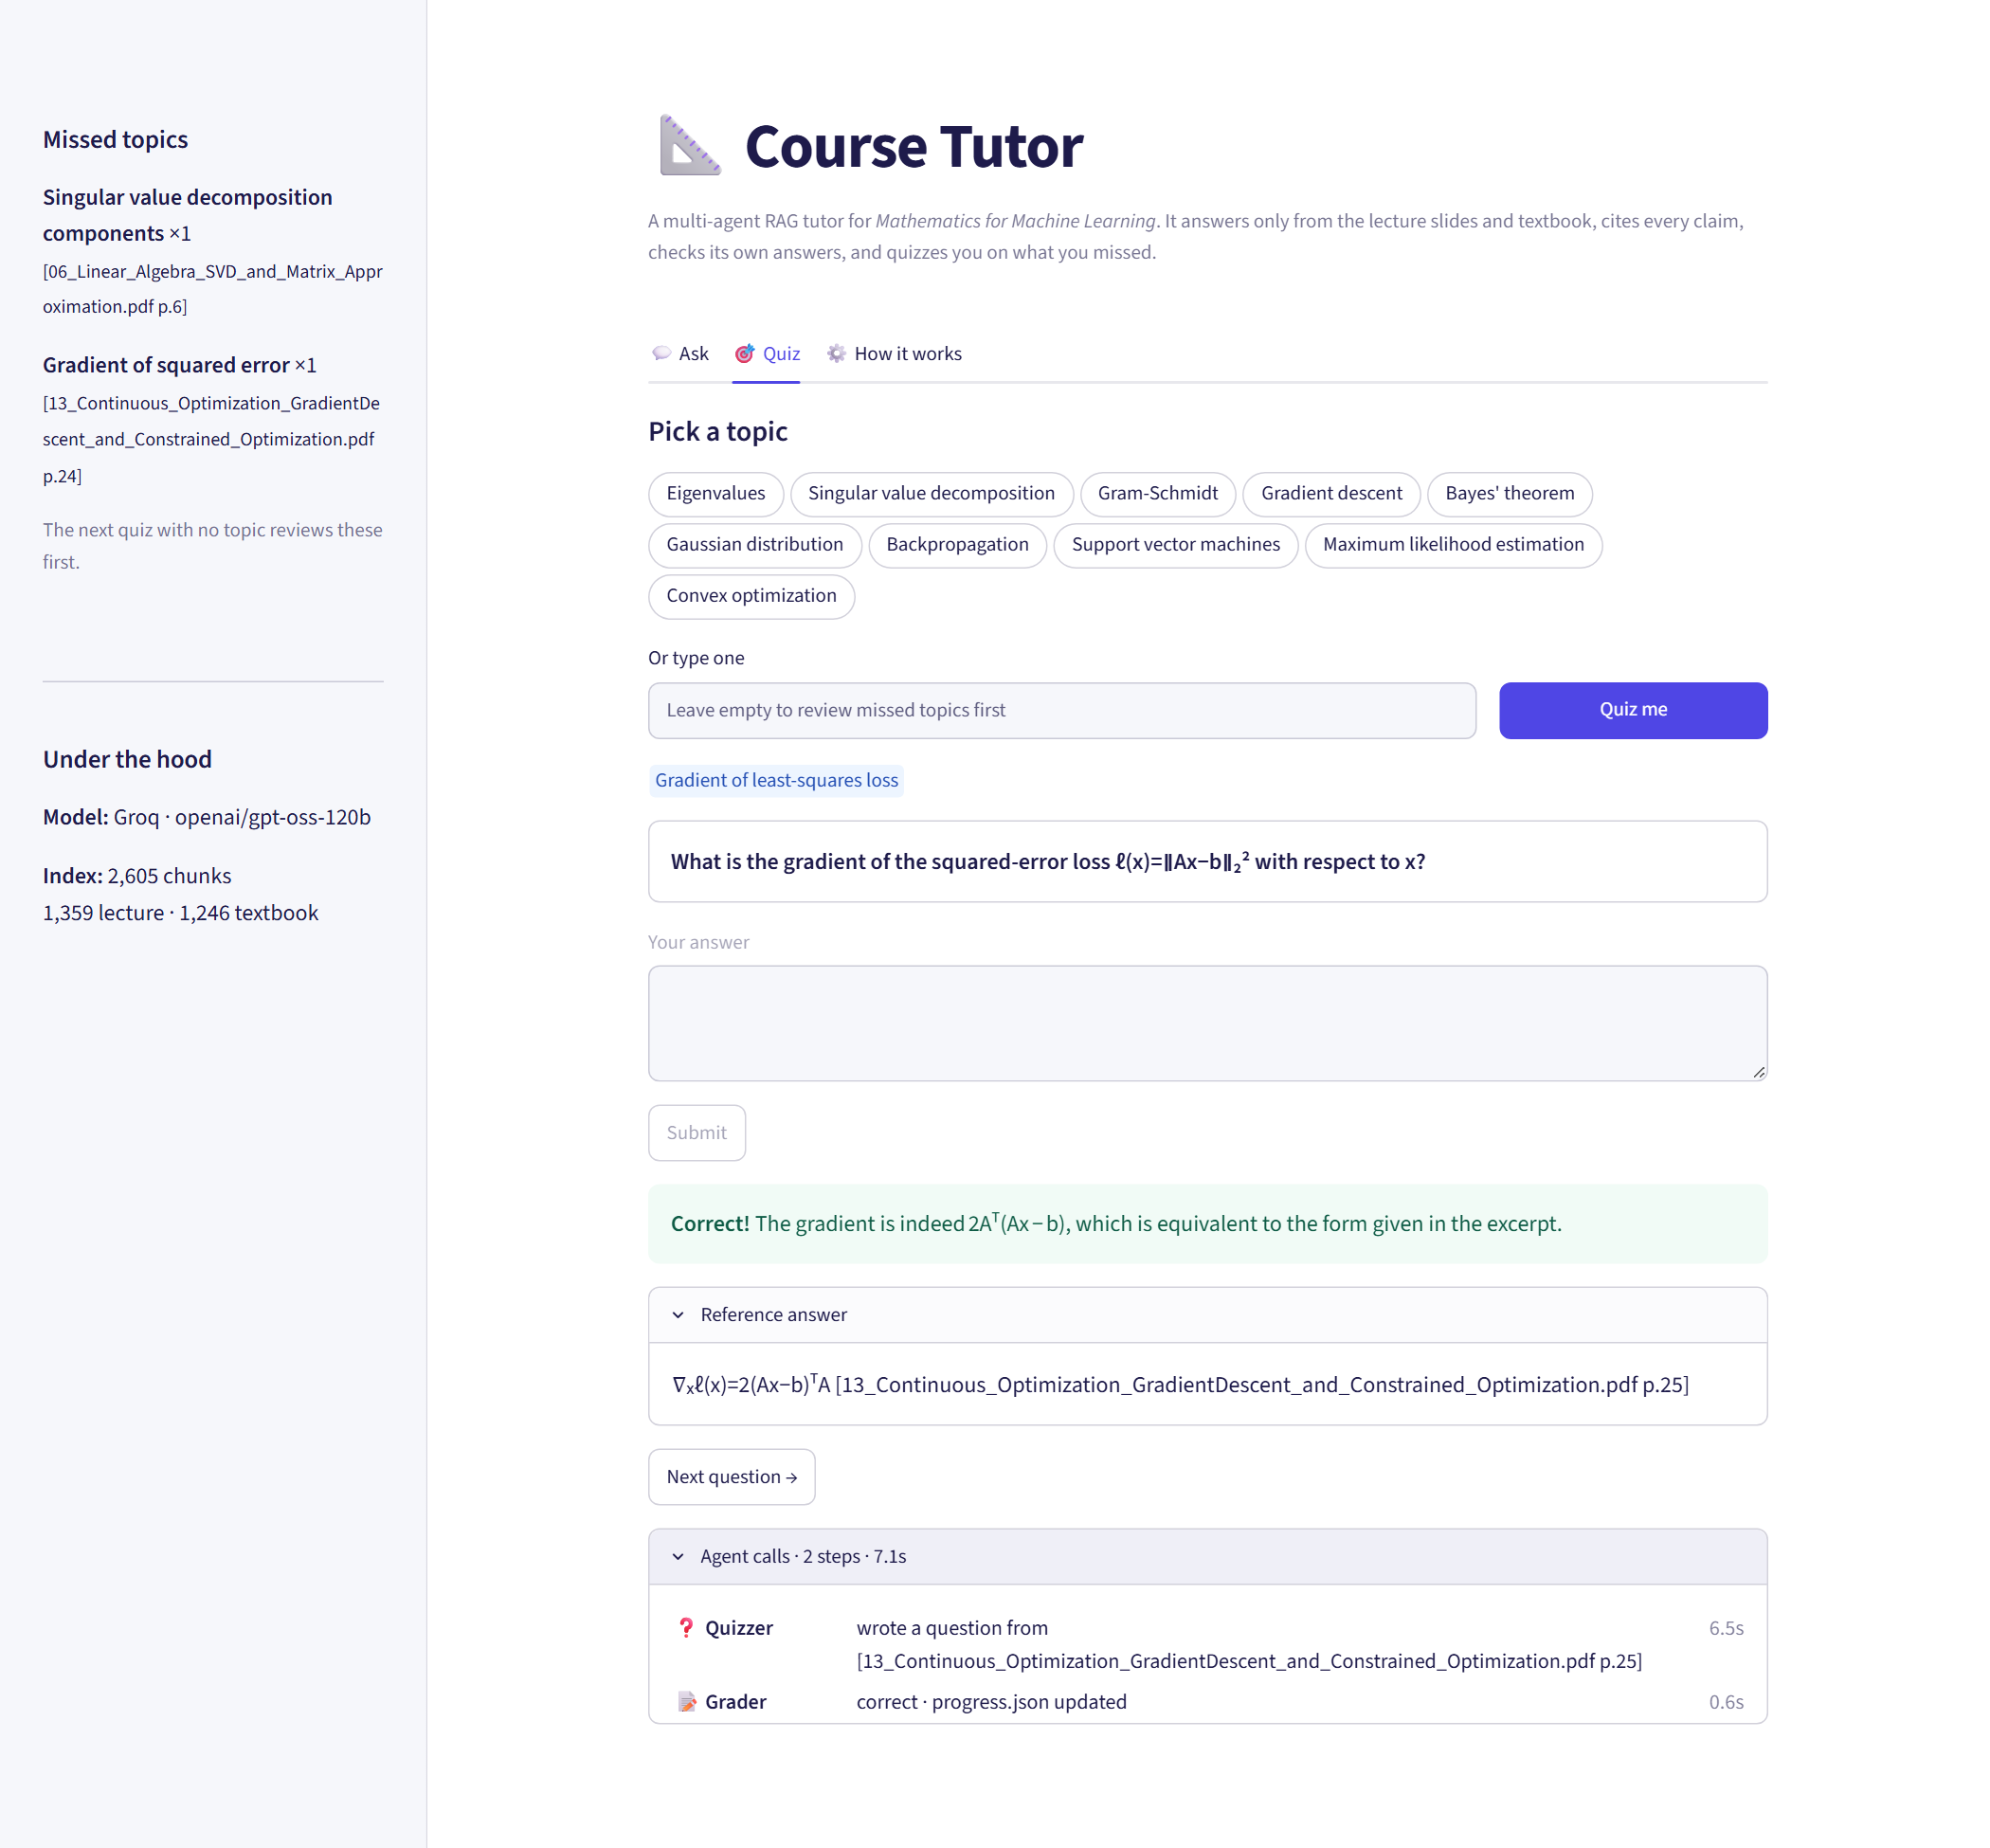 Missed topics
Singular value decomposition
components ×1
[06_Linear_Algebra_SVD_and_Matrix_Appr
oximation.pdf p.6]
Gradient of squared error ×1
[13_Continuous_Optimization_GradientDe
scent_and_Constrained_Optimization.pdf
p.24]
The next quiz with no topic reviews these
first.
Under the hood
Model: Groq · openai/gpt-oss-120b
Index: 2,605 chunks
1,359 lecture · 1,246 textbook
Course Tutor
A multi-agent RAG tutor for Mathematics for Machine Learning. It answers only from the lecture slides and textbook, cites every claim,
checks its own answers, and quizzes you on what you missed.
Ask Quiz How it works
Pick a topic
Eigenvalues Singular value decomposition Gram-Schmidt Gradient descent Bayes' theorem
Gaussian distribution Backpropagation Support vector machines Maximum likelihood estimation
Convex optimization
Or type one
Leave empty to review missed topics first Quiz me
Gradient of least-squares loss
What is the gradient of the squared-error loss ℓ(x)=‖Ax−b‖₂² with respect to x?
Your answer
Submit
Correct! The gradient is indeed 2Aᵀ(Ax − b), which is equivalent to the form given in the excerpt.
Reference answer
∇ₓℓ(x)=2(Ax−b)ᵀA [13_Continuous_Optimization_GradientDescent_and_Constrained_Optimization.pdf p.25]
Next question →
Agent calls · 2 steps · 7.1s
Quizzer wrote a question from 6.5s
[13_Continuous_Optimization_GradientDescent_and_Constrained_Optimization.pdf p.25]
Grader correct · progress.json updated 0.6s